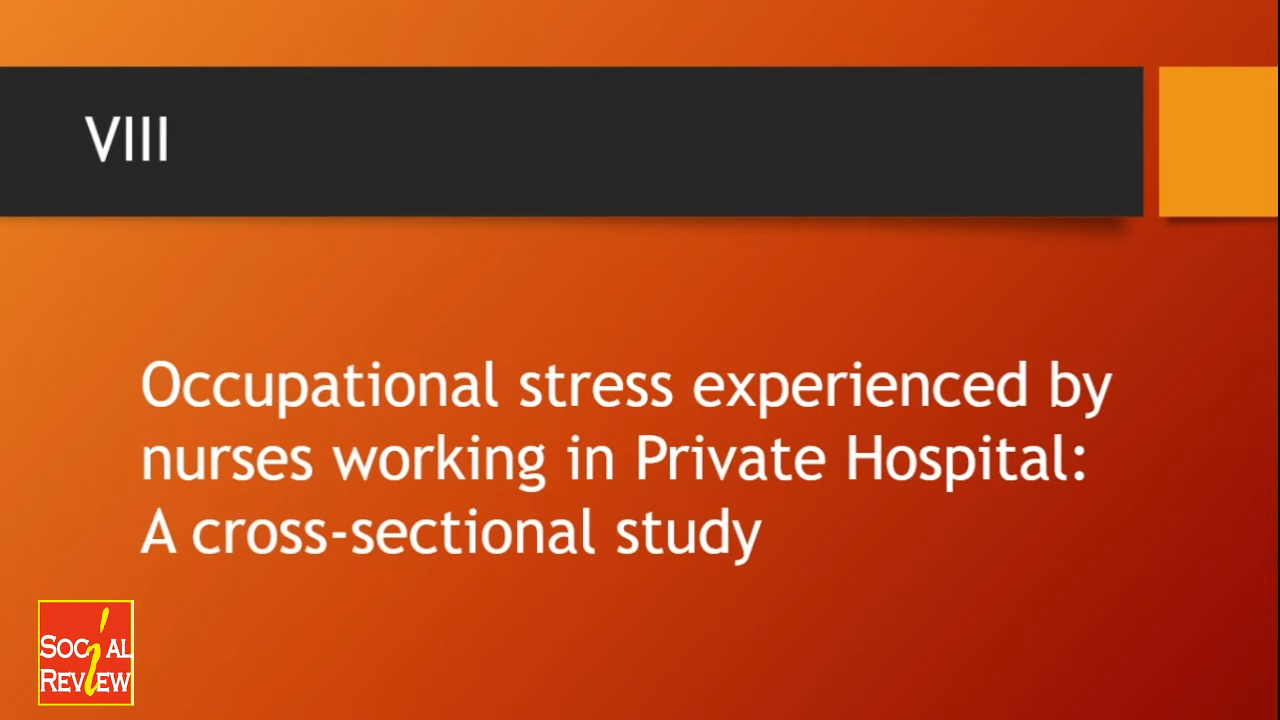 VIII
Occupational stress experienced by
nurses working in Private Hospital:
A cross-sectional study
SOCiAL
REViEW